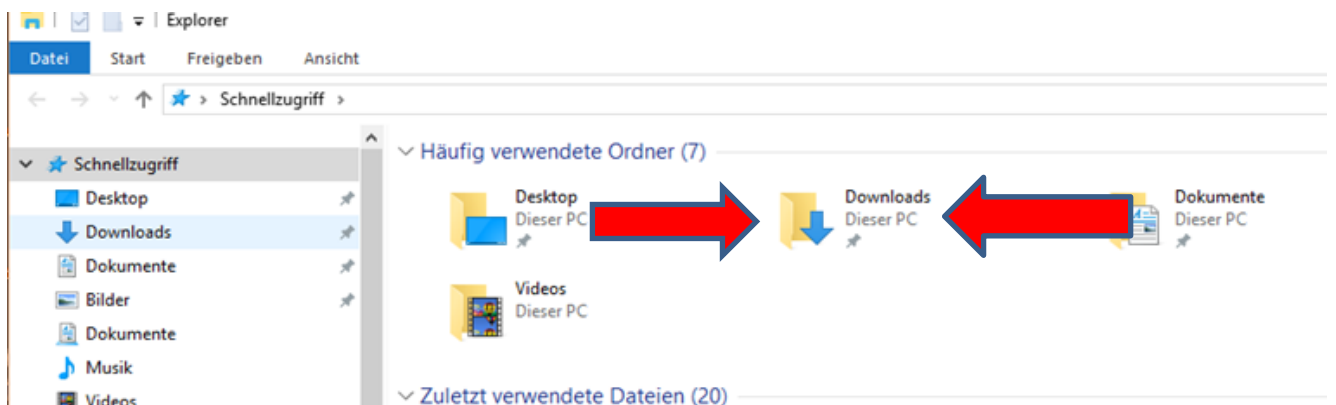 Explorer
Datei Start Freigeben Ansicht
Schnellzugriff
Schnellzugriff
Desktop
Downloads
Dokumente
Bilder
Dokumente
Musik
Videos
Häufig verwendete Ordner (7)
Desktop
Dieser PC
Downloads
Dieser PC
Dokumente
Dieser PC
Videos
Dieser PC
Zuletzt verwendete Dateien (20)